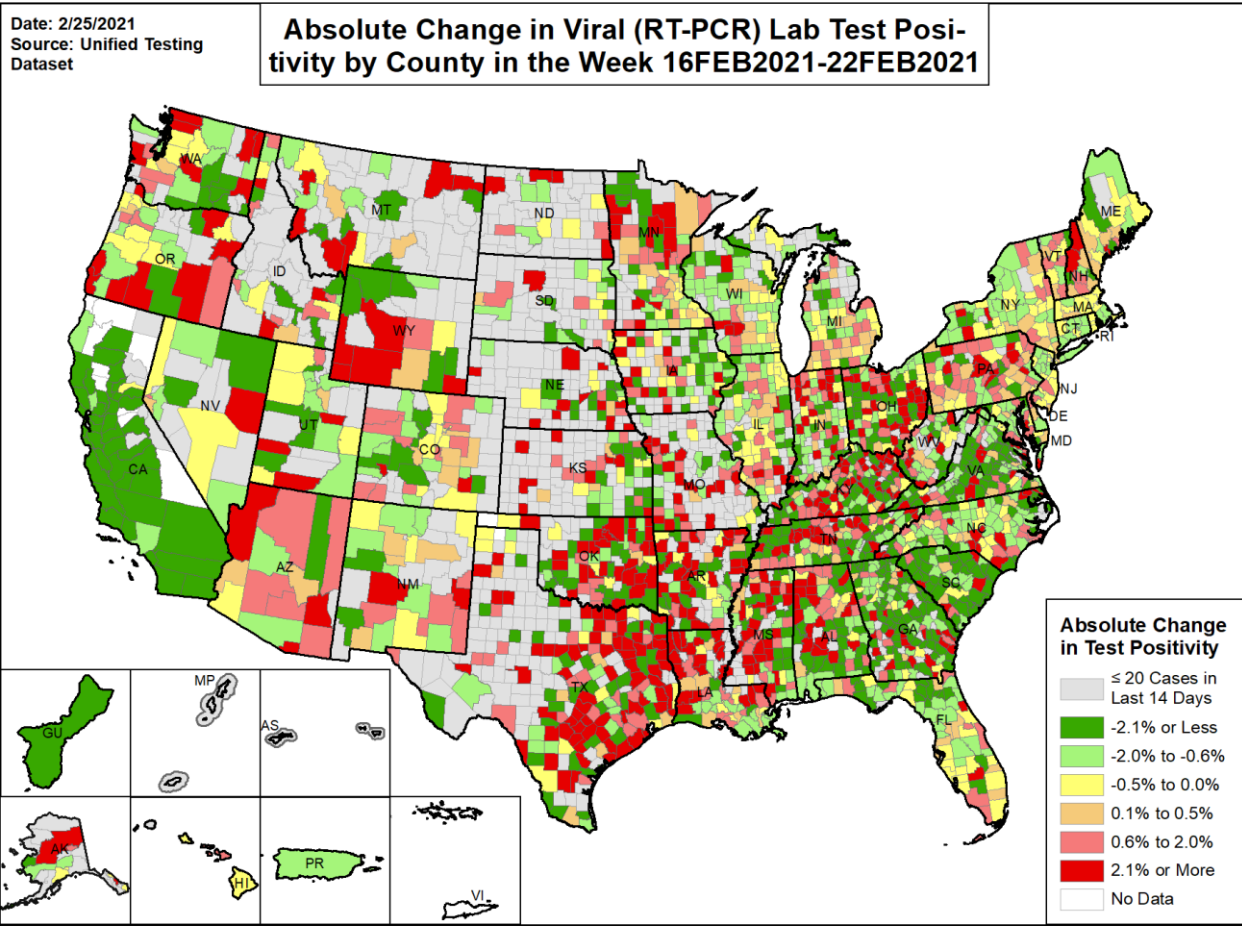 Date: 2/25/2021
Source: Unified Testing
Dataset
Absolute Change in Viral (RT-PCR) Lab Test Posi-
tivity by County in the Week 16FEB2021-22FEB2021
WA
MT
ND
MN
ME
OR
ID
SD
WI
VT
NH
NY
MA
CT
RI
MI
WY
NE
IA
PA
NJ
NV
UT
CO
IL
IN
OH
DE
MD
WV
VA
CA
KS
MO
KY
AZ
NM
OK
AR
TN
NC
SC
MS
AL
GA
TX
LA
FL
GU
MP
AS
AK
HI
PR
VI
Absolute Change
in Test Positivity
≤ 20 Cases in
Last 14 Days
-2.1% or Less
-2.0% to -0.6%
-0.5% to 0.0%
0.1% to 0.5%
0.6% to 2.0%
2.1% or More
No Data